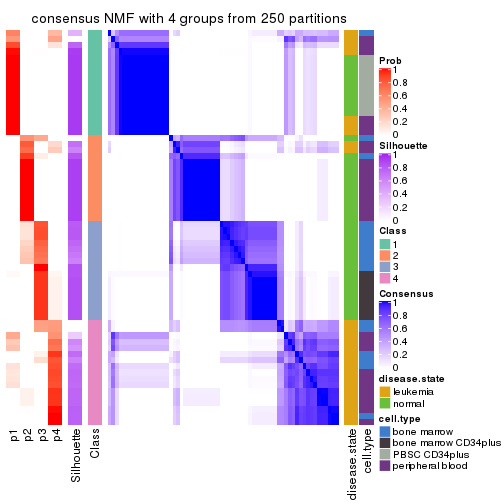 consensus NMF with 4 groups from 250 partitions
Prob
1
0.8
0.6
0.4
0.2
0
Silhouette
1
0.8
0.6
0.4
0.2
0
Class
1
2
3
4
Consensus
1
0.8
0.6
0.4
0.2
0
disease.state
leukemia
normal
cell.type
bone marrow
bone marrow CD34plus
PBSC CD34plus
peripheral blood
p1
p2
p3
p4
Silhouette
Class
disease.state
cell.type